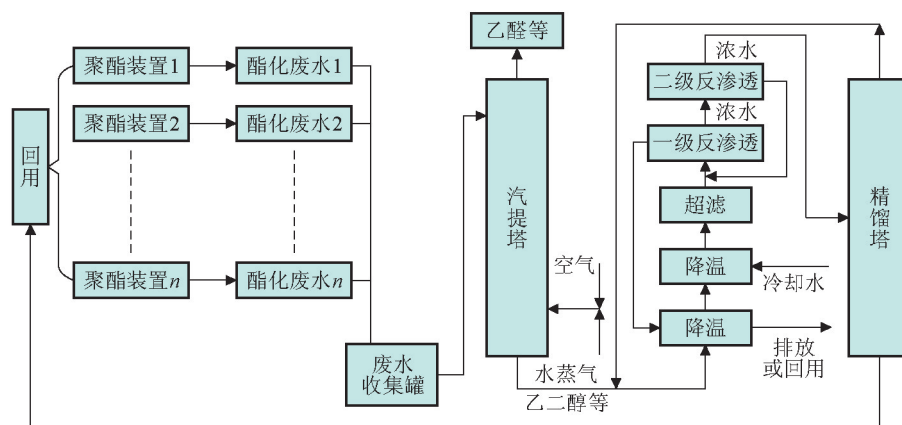 回用
聚酯装置1
酯化废水1
聚酯装置2
酯化废水2
聚酯装置n
酯化废水n
废水
收集罐
乙醛等
汽提塔
空气
水蒸气
乙二醇等
浓水
二级反渗透
浓水
一级反渗透
超滤
降温
冷却水
降温
排放
或回用
精馏塔